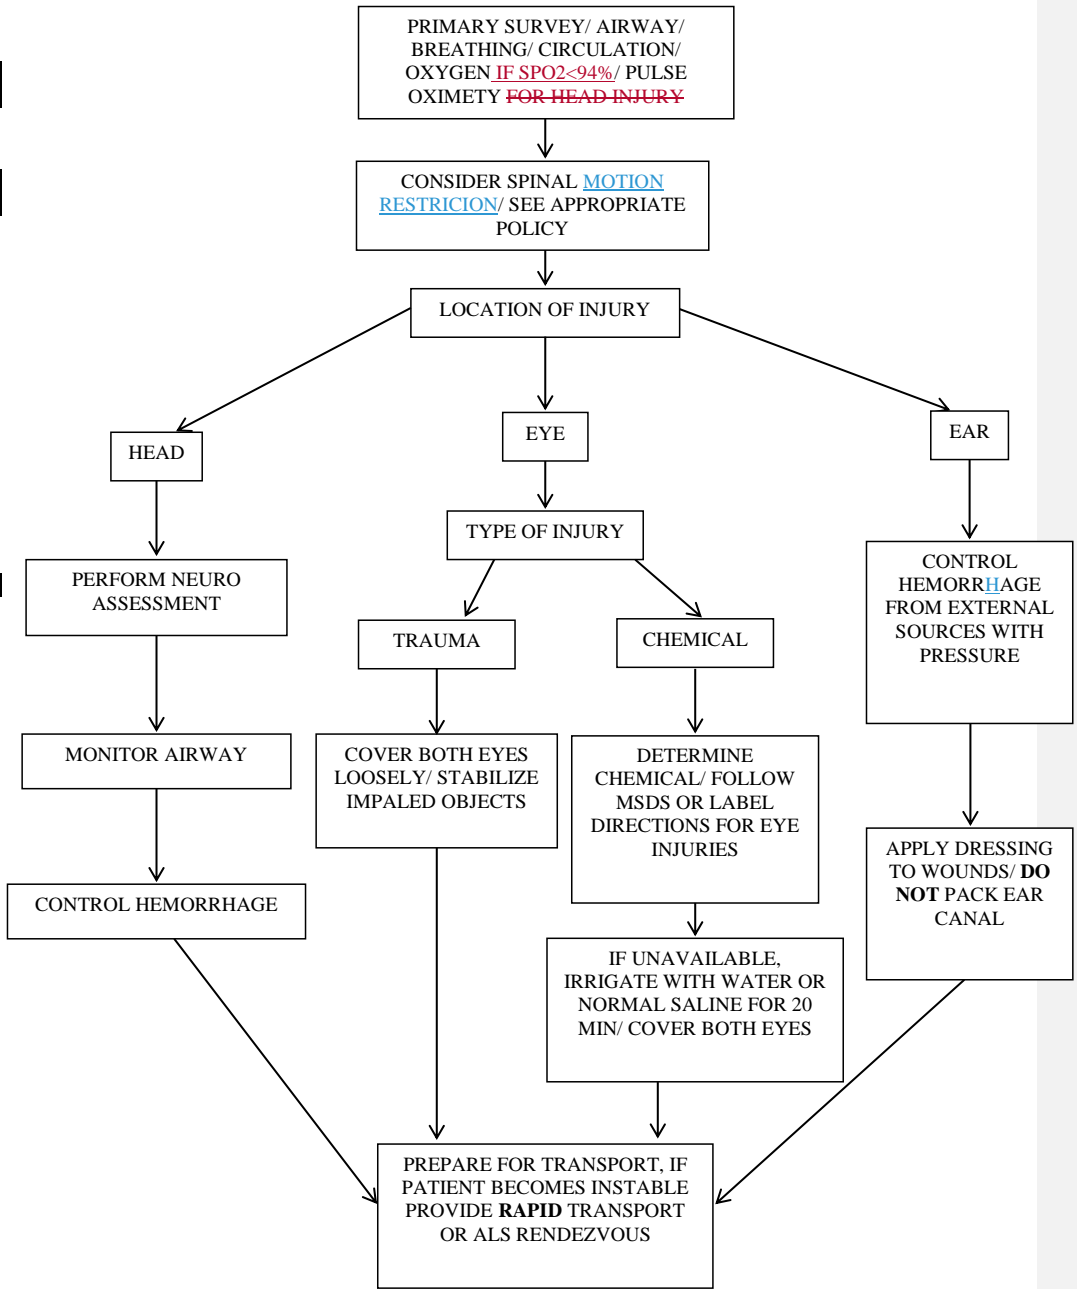 PRIMARY SURVEY/ AIRWAY/
BREATHING/ CIRCULATION/
OXYGEN IF SPO2<94%/ PULSE
OXIMETY FOR HEAD INJURY
CONSIDER SPINAL MOTION
RESTRICION/ SEE APPROPRIATE
POLICY
LOCATION OF INJURY
HEAD
EYE
EAR
TYPE OF INJURY
PERFORM NEURO
ASSESSMENT
CONTROL
HEMORRHAGE
FROM EXTERNAL
SOURCES WITH
PRESSURE
TRAUMA
CHEMICAL
MONITOR AIRWAY
COVER BOTH EYES
LOOSELY/ STABILIZE
IMPALED OBJECTS
DETERMINE
CHEMICAL/ FOLLOW
MSDS OR LABEL
DIRECTIONS FOR EYE
INJURIES
APPLY DRESSING
TO WOUNDS/ DO
NOT PACK EAR
CANAL
CONTROL HEMORRHAGE
IF UNAVAILABLE,
IRRIGATE WITH WATER OR
NORMAL SALINE FOR 20
MIN/ COVER BOTH EYES
PREPARE FOR TRANSPORT, IF
PATIENT BECOMES INSTABLE
PROVIDE RAPID TRANSPORT
OR ALS RENDEZVOUS